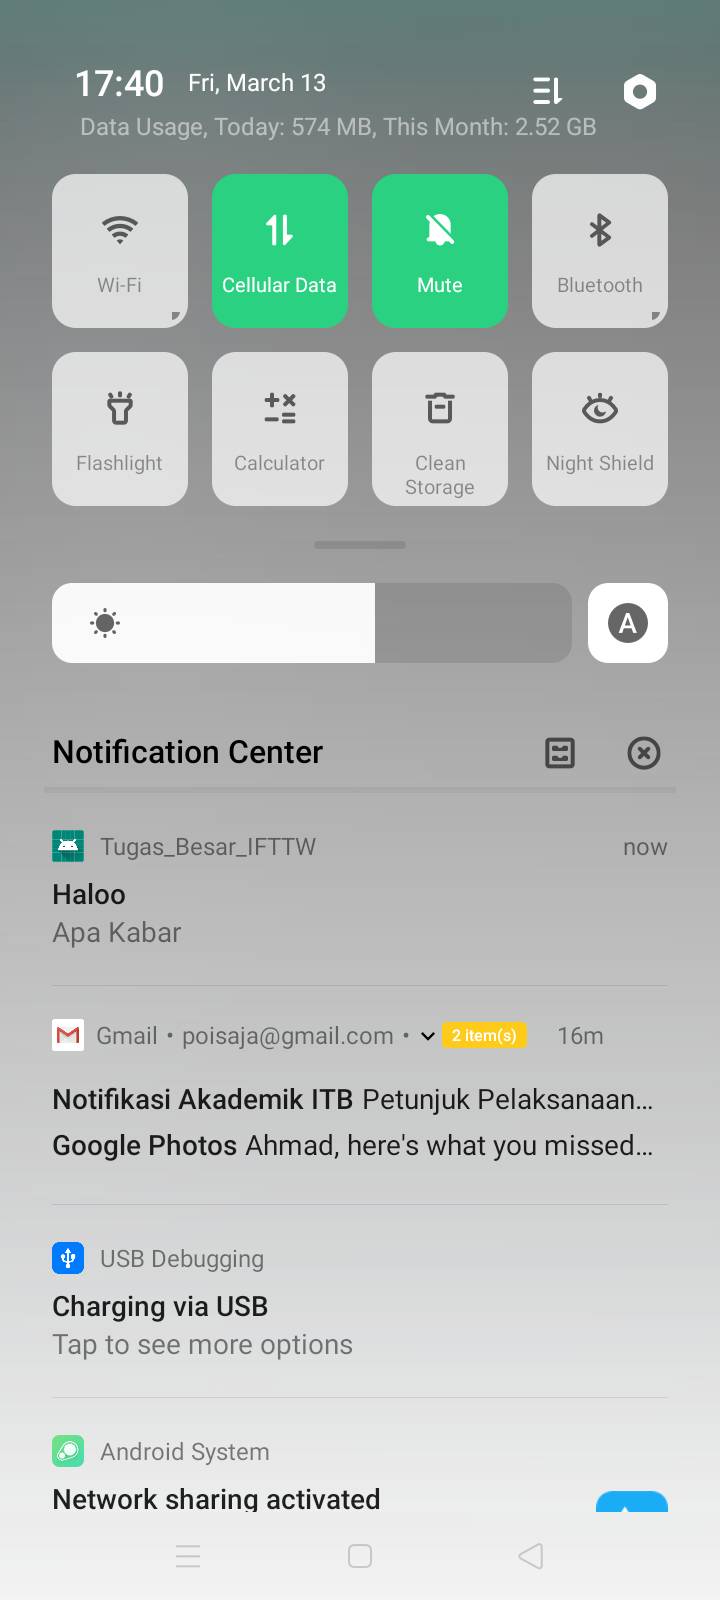 17:40 Fri, March 13
Data Usage, Today: 574 MB, This Month: 2.52 GB
Wi-Fi
Cellular Data
Mute
Bluetooth
Flashlight
Calculator
Clean
Storage
Night Shield
A
Notification Center
Tugas_Besar_IFTTW now
Haloo
Apa Kabar
Gmail • poisaja@gmail.com • 2 item(s) 16m
Notifikasi Akademik ITB Petunjuk Pelaksanaan...
Google Photos Ahmad, here's what you missed...
USB Debugging
Charging via USB
Tap to see more options
Android System
Network sharing activated